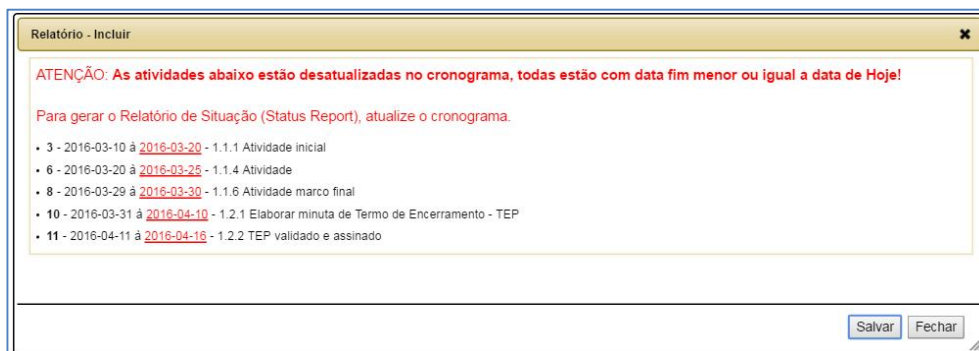 Relatório - Incluir
ATENÇÃO: As atividades abaixo estão desatualizadas no cronograma, todas estão com data fim menor ou igual a data de Hoje!
Para gerar o Relatório de Situação (Status Report), atualize o cronograma.
• 3 - 2016-03-10 á 2016-03-20 - 1.1.1 Atividade inicial
• 6 - 2016-03-20 á 2016-03-25 - 1.1.4 Atividade
• 8 - 2016-03-29 á 2016-03-30 - 1.1.6 Atividade marco final
• 10 - 2016-03-31 á 2016-04-10 - 1.2.1 Elaborar minuta de Termo de Encerramento - TEP
• 11 - 2016-04-11 á 2016-04-16 - 1.2.2 TEP validado e assinado
Salvar Fechar